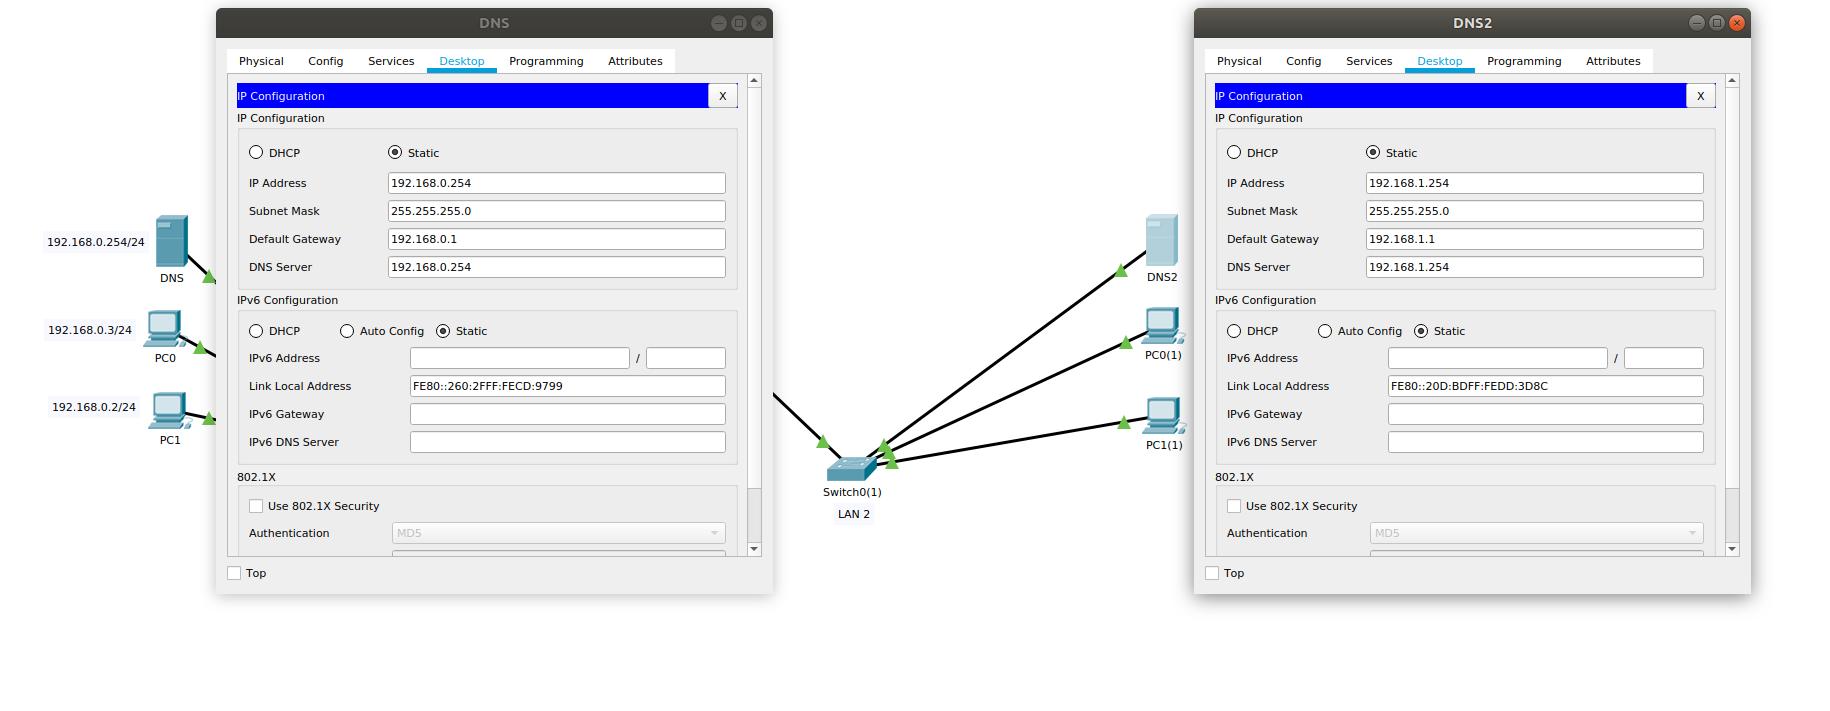 DNS
Physical Config Services Desktop Programming Attributes
IP Configuration X
IP Configuration
DHCP Static
IP Address 192.168.0.254
Subnet Mask 255.255.255.0
Default Gateway 192.168.0.1
DNS Server 192.168.0.254
IPv6 Configuration
DHCP Auto Config Static
IPv6 Address /
Link Local Address FE80::260:2FFF:FECD:9799
IPv6 Gateway
IPv6 DNS Server
802.1X
Use 802.1X Security
Authentication MD5
Top
192.168.0.254/24
DNS
192.168.0.3/24
PC0
192.168.0.2/24
PC1
Switch0(1)
LAN 2
DNS2
PC0(1)
PC1(1)
DNS2
Physical Config Services Desktop Programming Attributes
IP Configuration X
IP Configuration
DHCP Static
IP Address 192.168.1.254
Subnet Mask 255.255.255.0
Default Gateway 192.168.1.1
DNS Server 192.168.1.254
IPv6 Configuration
DHCP Auto Config Static
IPv6 Address /
Link Local Address FE80::20D:BDFF:FEDD:3D8C
IPv6 Gateway
IPv6 DNS Server
802.1X
Use 802.1X Security
Authentication MD5
Top